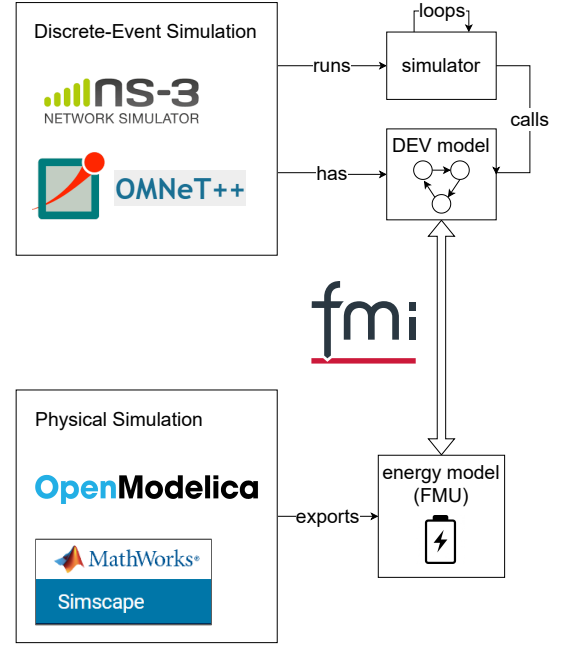 Discrete-Event Simulation
ns-3
NETWORK SIMULATOR
OMNeT++
runs
loops
simulator
calls
has
DEV model
fmi
Physical Simulation
OpenModelica
MathWorks®
Simscape
exports
energy model
(FMU)